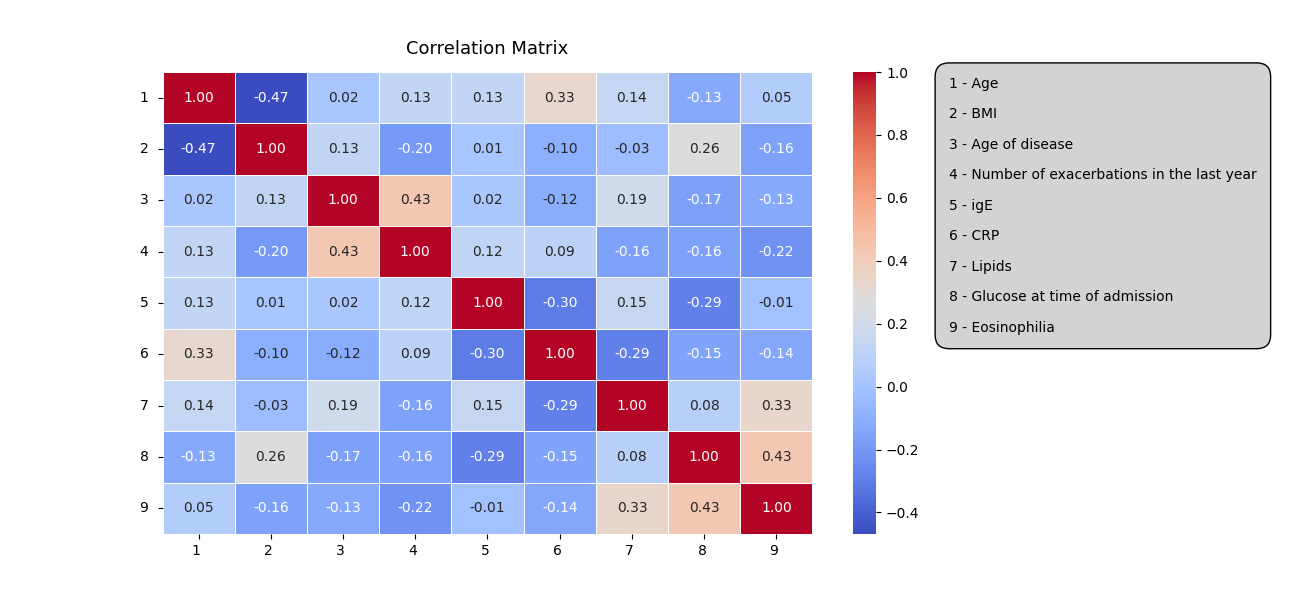 Correlation Matrix
1 1.00 -0.47 0.02 0.13 0.13 0.33 0.14 -0.13 0.05
2 -0.47 1.00 0.13 -0.20 0.01 -0.10 -0.03 0.26 -0.16
3 0.02 0.13 1.00 0.43 0.02 -0.12 0.19 -0.17 -0.13
4 0.13 -0.20 0.43 1.00 0.12 0.09 -0.16 -0.16 -0.22
5 0.13 0.01 0.02 0.12 1.00 -0.30 0.15 -0.29 -0.01
6 0.33 -0.10 -0.12 0.09 -0.30 1.00 -0.29 -0.15 -0.14
7 0.14 -0.03 0.19 -0.16 0.15 -0.29 1.00 0.08 0.33
8 -0.13 0.26 -0.17 -0.16 -0.29 -0.15 0.08 1.00 0.43
9 0.05 -0.16 -0.13 -0.22 -0.01 -0.14 0.33 0.43 1.00
1 2 3 4 5 6 7 8 9
1.0
0.8
0.6
0.4
0.2
0.0
−0.2
−0.4
1 - Age
2 - BMI
3 - Age of disease
4 - Number of exacerbations in the last year
5 - igE
6 - CRP
7 - Lipids
8 - Glucose at time of admission
9 - Eosinophilia